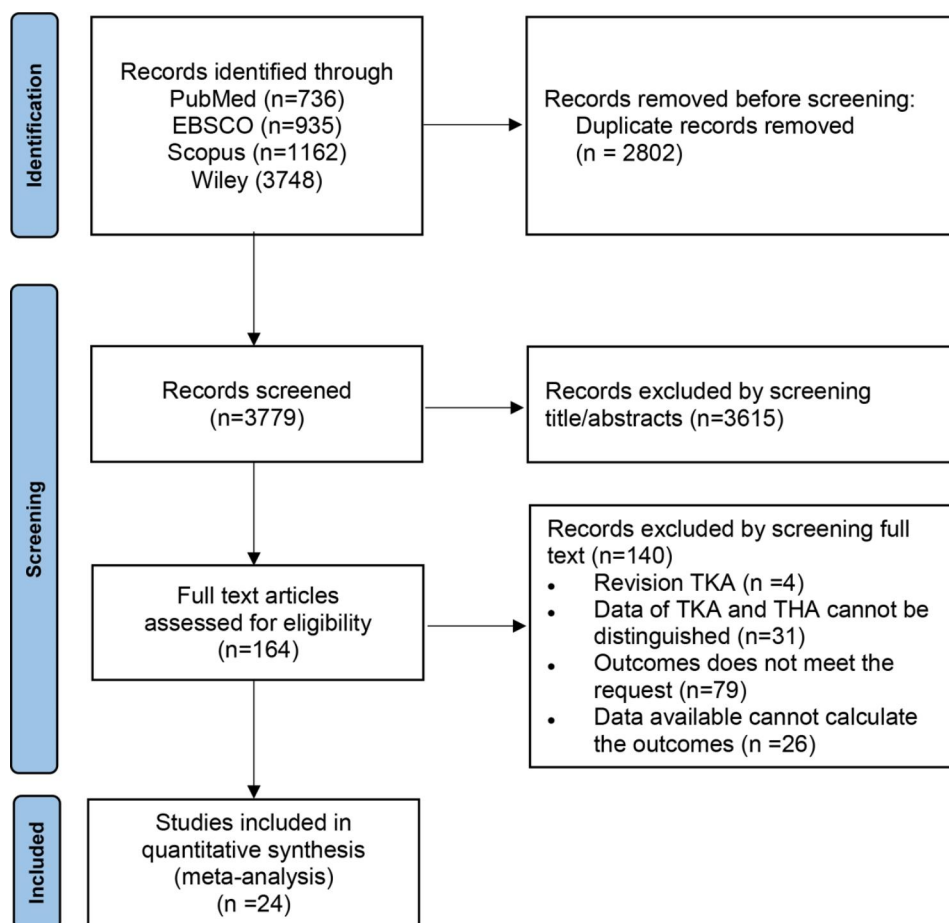 Identification
Records identified through
PubMed (n=736)
EBSCO (n=935)
Scopus (n=1162)
Wiley (3748)
Records removed before screening:
Duplicate records removed
(n = 2802)
Screening
Records screened
(n=3779)
Records excluded by screening
title/abstracts (n=3615)
Full text articles
assessed for eligibility
(n=164)
Records excluded by screening full
text (n=140)
• Revision TKA (n =4)
• Data of TKA and THA cannot be
distinguished (n=31)
• Outcomes does not meet the
request (n=79)
• Data available cannot calculate
the outcomes (n =26)
Included
Studies included in
quantitative synthesis
(meta-analysis)
(n =24)